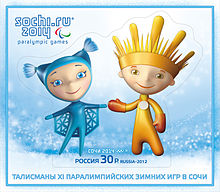 sochi.ru
2014
paralympic games
СОЧИ 2014
РОССИЯ 30 Р. RUSSIA•2012
ТАЛИСМАНЫ XI ПАРАЛИМПИЙСКИХ ЗИМНИХ ИГР В СОЧИ